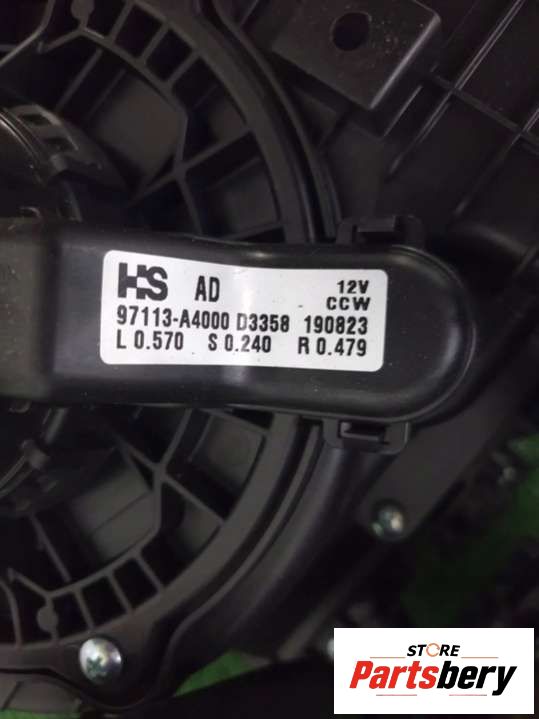 HS AD 12V
CCW
97113-A4000 D3358 190823
L 0.570 S 0.240 R 0.479
STORE
Partsbery